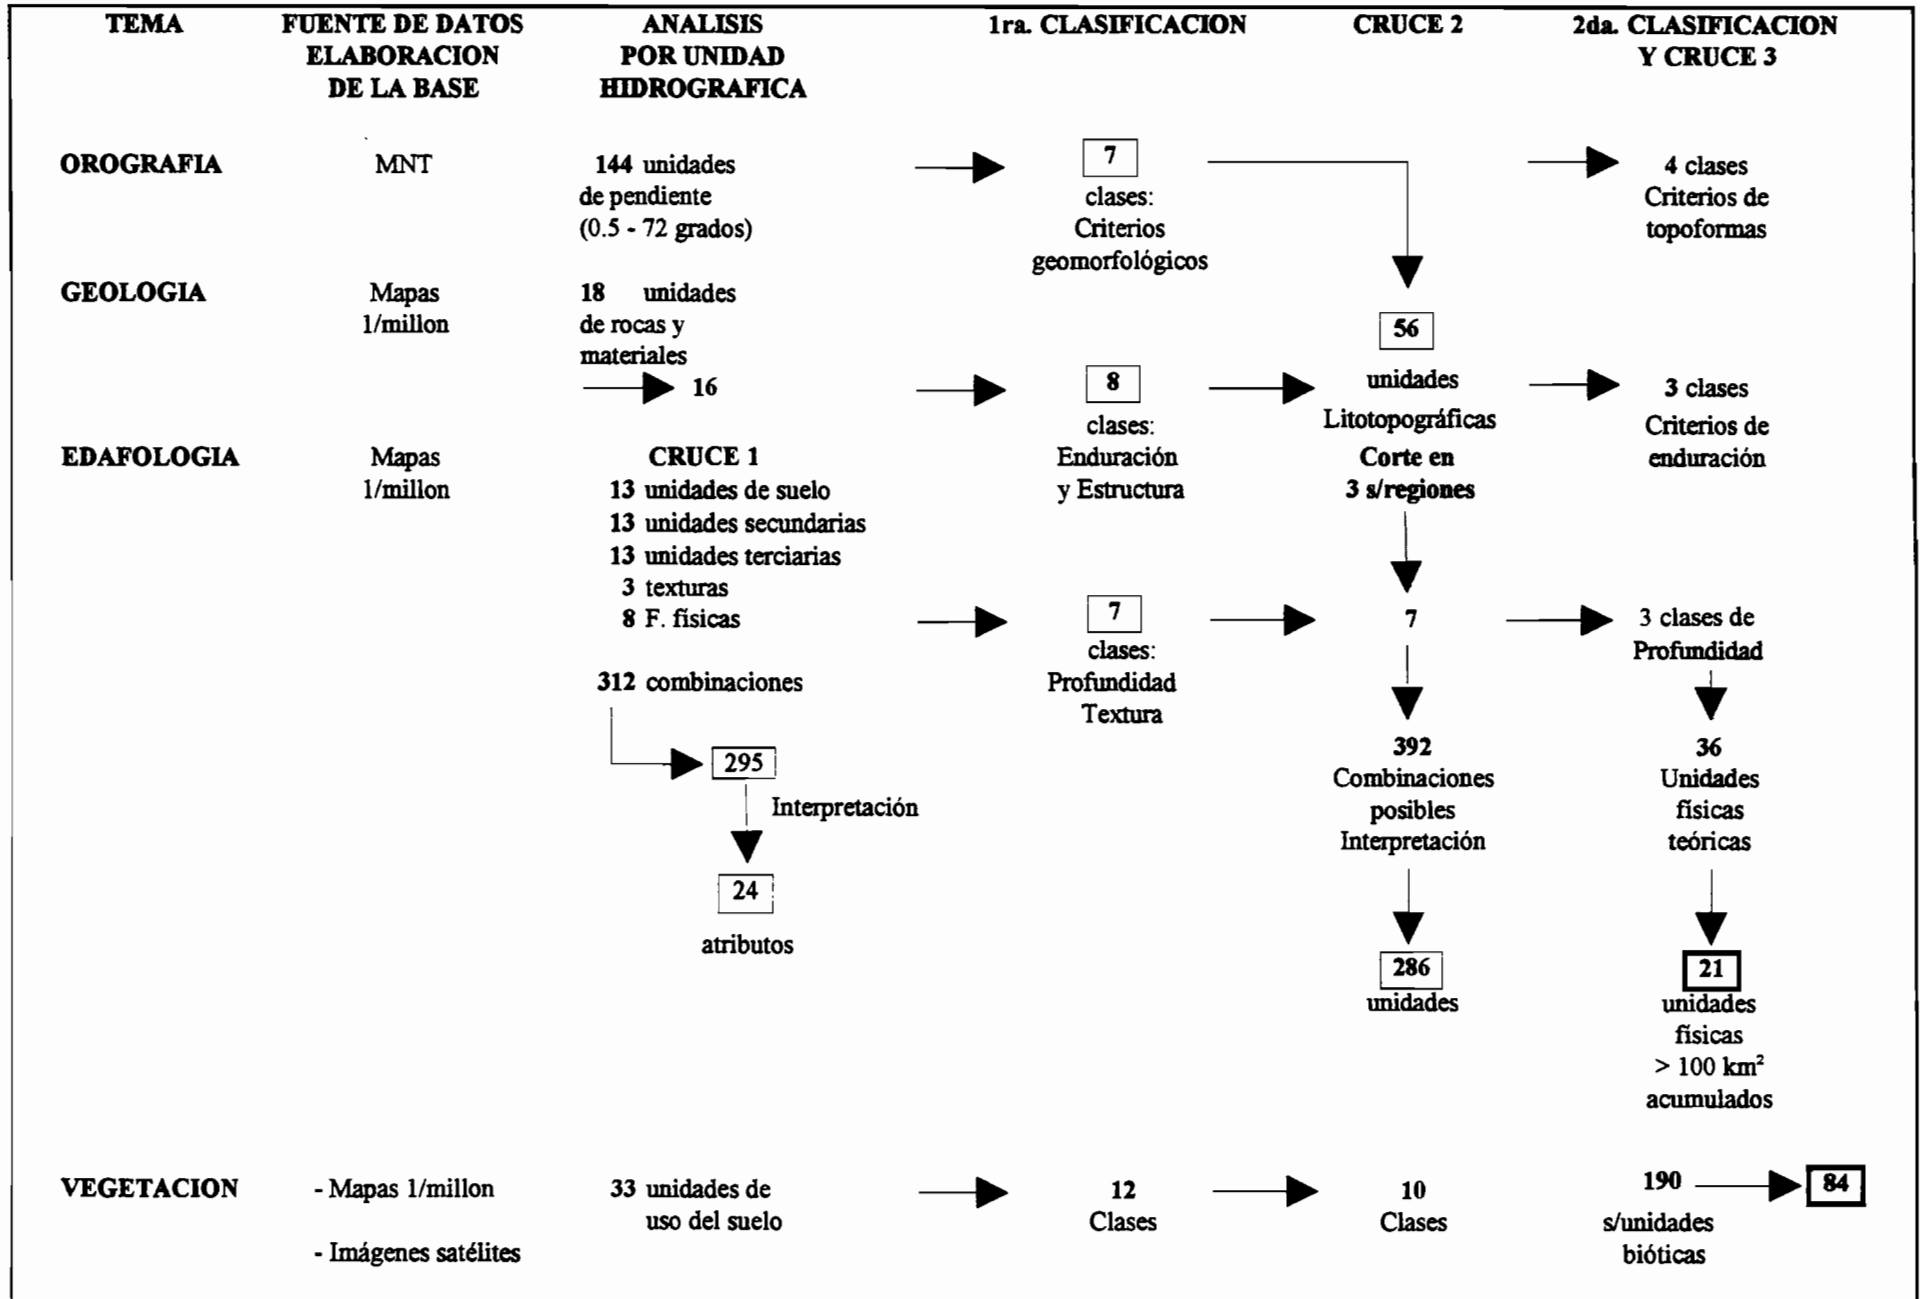 TEMA
FUENTE DE DATOS
ELABORACION
DE LA BASE
ANALISIS
POR UNIDAD
HIDROGRAFICA
1ra. CLASIFICACION
CRUCE 2
2da. CLASIFICACION
Y CRUCE 3
OROGRAFIA
MNT
144 unidades
de pendiente
(0.5 - 72 grados)
7
clases:
Criterios
geomorfológicos
4 clases
Criterios de
topoformas
GEOLOGIA
Mapas
1/millon
18 unidades
de rocas y
materiales
16
8
clases:
Enduración
y Estructura
56
unidades
Litotopográficas
Corte en
3 s/regiones
3 clases
Criterios de
enduración
EDAFOLOGIA
Mapas
1/millon
CRUCE 1
13 unidades de suelo
13 unidades secundarias
13 unidades terciarias
3 texturas
8 F. físicas
312 combinaciones
295
Interpretación
24
atributos
7
clases:
Profundidad
Textura
7
392
Combinaciones
posibles
Interpretación
286
unidades
3 clases de
Profundidad
36
Unidades
físicas
teóricas
21
unidades
físicas
> 100 km²
acumulados
VEGETACION
- Mapas 1/millon
- Imágenes satélites
33 unidades de
uso del suelo
12
Clases
10
Clases
190
s/unidades
bióticas
84